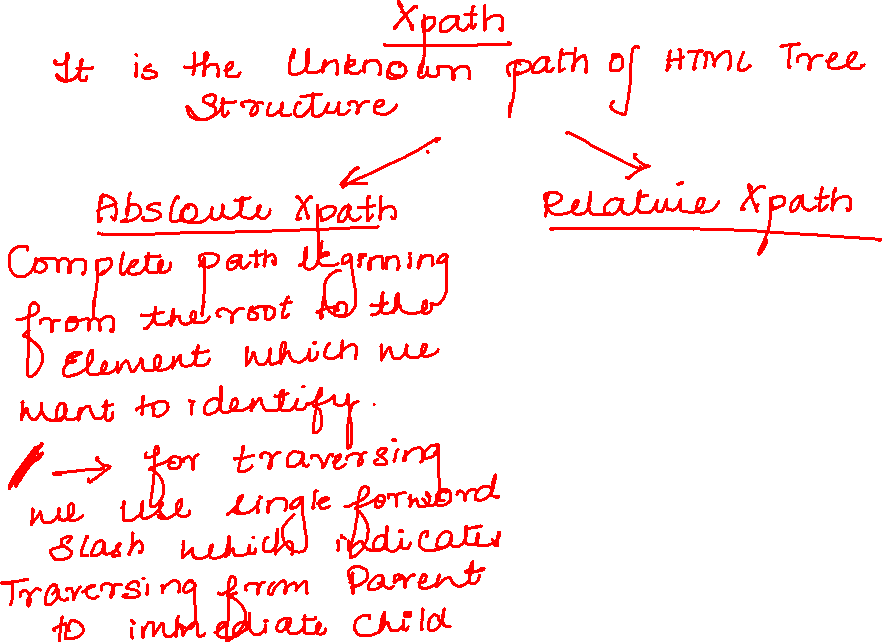 Xpath
It is the Unknown path of HTML Tree
Structure
Absloute Xpath
Relative Xpath
Complete path beginning
from the root to the
Element which we
want to identify.
/ → for traversing
we use single forward
slash which indicates
Traversing from Parent
to immediate child